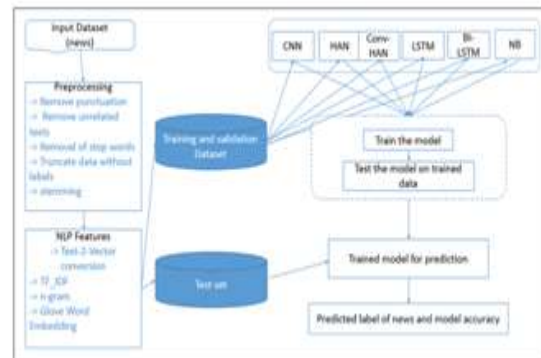 Input Dataset
(news)
Preprocessing
-> Remove punctuation
-> Remove unrelated
texts
-> Removal of stop words
-> Truncate data without
labels
-> stemming
NLP Features
-> Text-2-Vector
conversion
-> TF_IDF
-> n-gram
-> Glove Word
Embedding
Training and validation
Dataset
Test set
CNN
HAN
Conv-
HAN
LSTM
Bi-
LSTM
NB
Train the model
Test the model on trained
data
Trained model for prediction
Predicted label of news and model accuracy